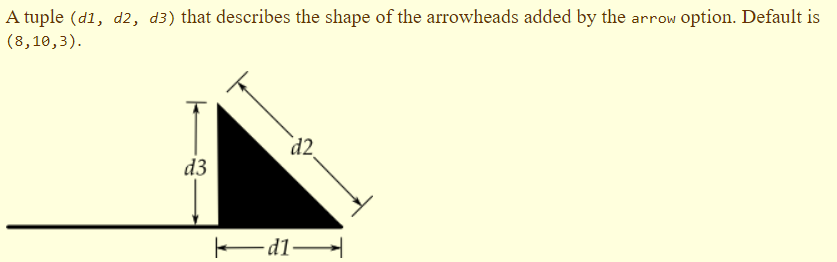 A tuple (d1, d2, d3) that describes the shape of the arrowheads added by the arrow option. Default is
(8,10,3).
d2
d3
d1